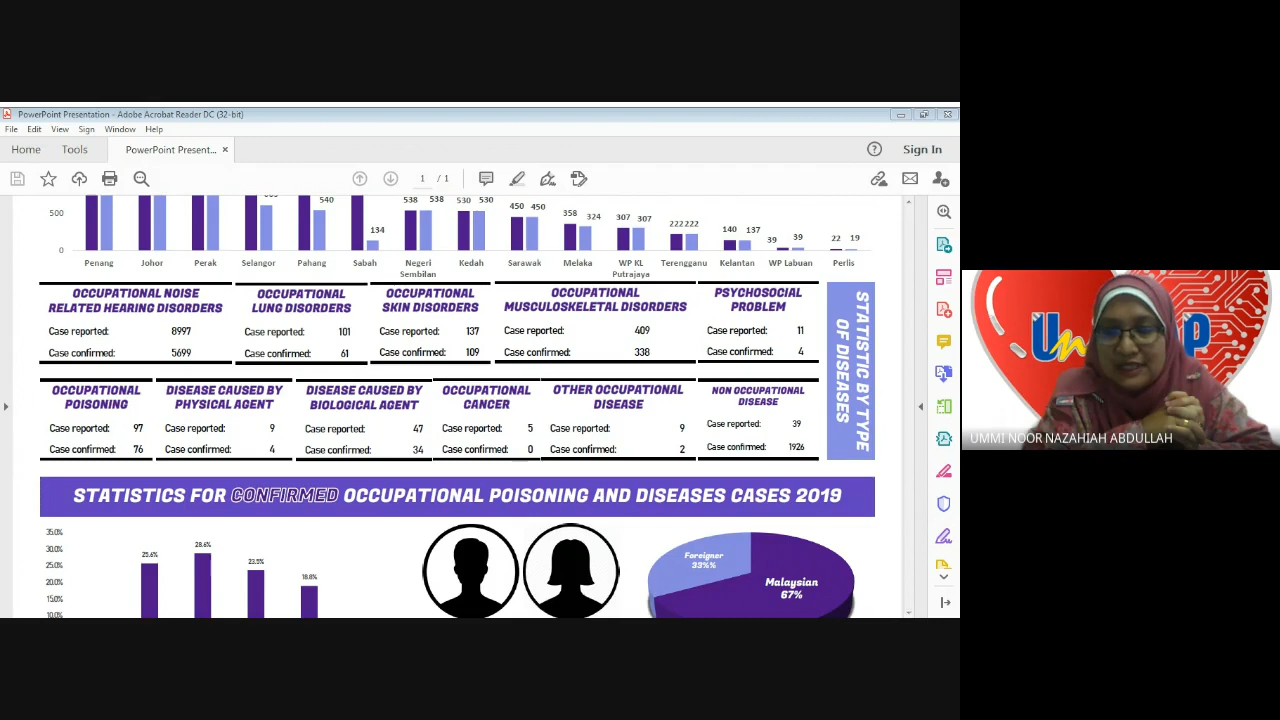 PowerPoint Presentation - Adobe Acrobat Reader DC (32-bit)
File Edit View Sign Window Help
Home Tools PowerPoint Present... × Sign In
1 / 1
500
0
540
134
538 538
530 530
450 450
358 324
307 307
222 222
140 137
39 39
22 19
Penang Johor Perak Selangor Pahang Sabah Negeri Sembilan Kedah Sarawak Melaka WP KL Putrajaya Terengganu Kelantan WP Labuan Perlis
OCCUPATIONAL NOISE
RELATED HEARING DISORDERS
Case reported: 8997
Case confirmed: 5699
OCCUPATIONAL
LUNG DISORDERS
Case reported: 101
Case confirmed: 61
OCCUPATIONAL
SKIN DISORDERS
Case reported: 137
Case confirmed: 109
OCCUPATIONAL
MUSCULOSKELETAL DISORDERS
Case reported: 409
Case confirmed: 338
PSYCHOSOCIAL
PROBLEM
Case reported: 11
Case confirmed: 4
STATISTIC BY TYPE
OF DISEASES
OCCUPATIONAL
POISONING
Case reported: 97
Case confirmed: 76
DISEASE CAUSED BY
PHYSICAL AGENT
Case reported: 9
Case confirmed: 4
DISEASE CAUSED BY
BIOLOGICAL AGENT
Case reported: 47
Case confirmed: 34
OCCUPATIONAL
CANCER
Case reported: 5
Case confirmed: 0
OTHER OCCUPATIONAL
DISEASE
Case reported: 9
Case confirmed: 2
NON OCCUPATIONAL
DISEASE
Case reported: 39
Case confirmed: 1926
STATISTICS FOR CONFIRMED OCCUPATIONAL POISONING AND DISEASES CASES 2019
35.0%
30.0%
25.0%
20.0%
15.0%
10.0%
25.6%
28.6%
23.5%
18.8%
Foreigner
33%%
Malaysian
67%
UMMI NOOR NAZAHIAH ABDULLAH